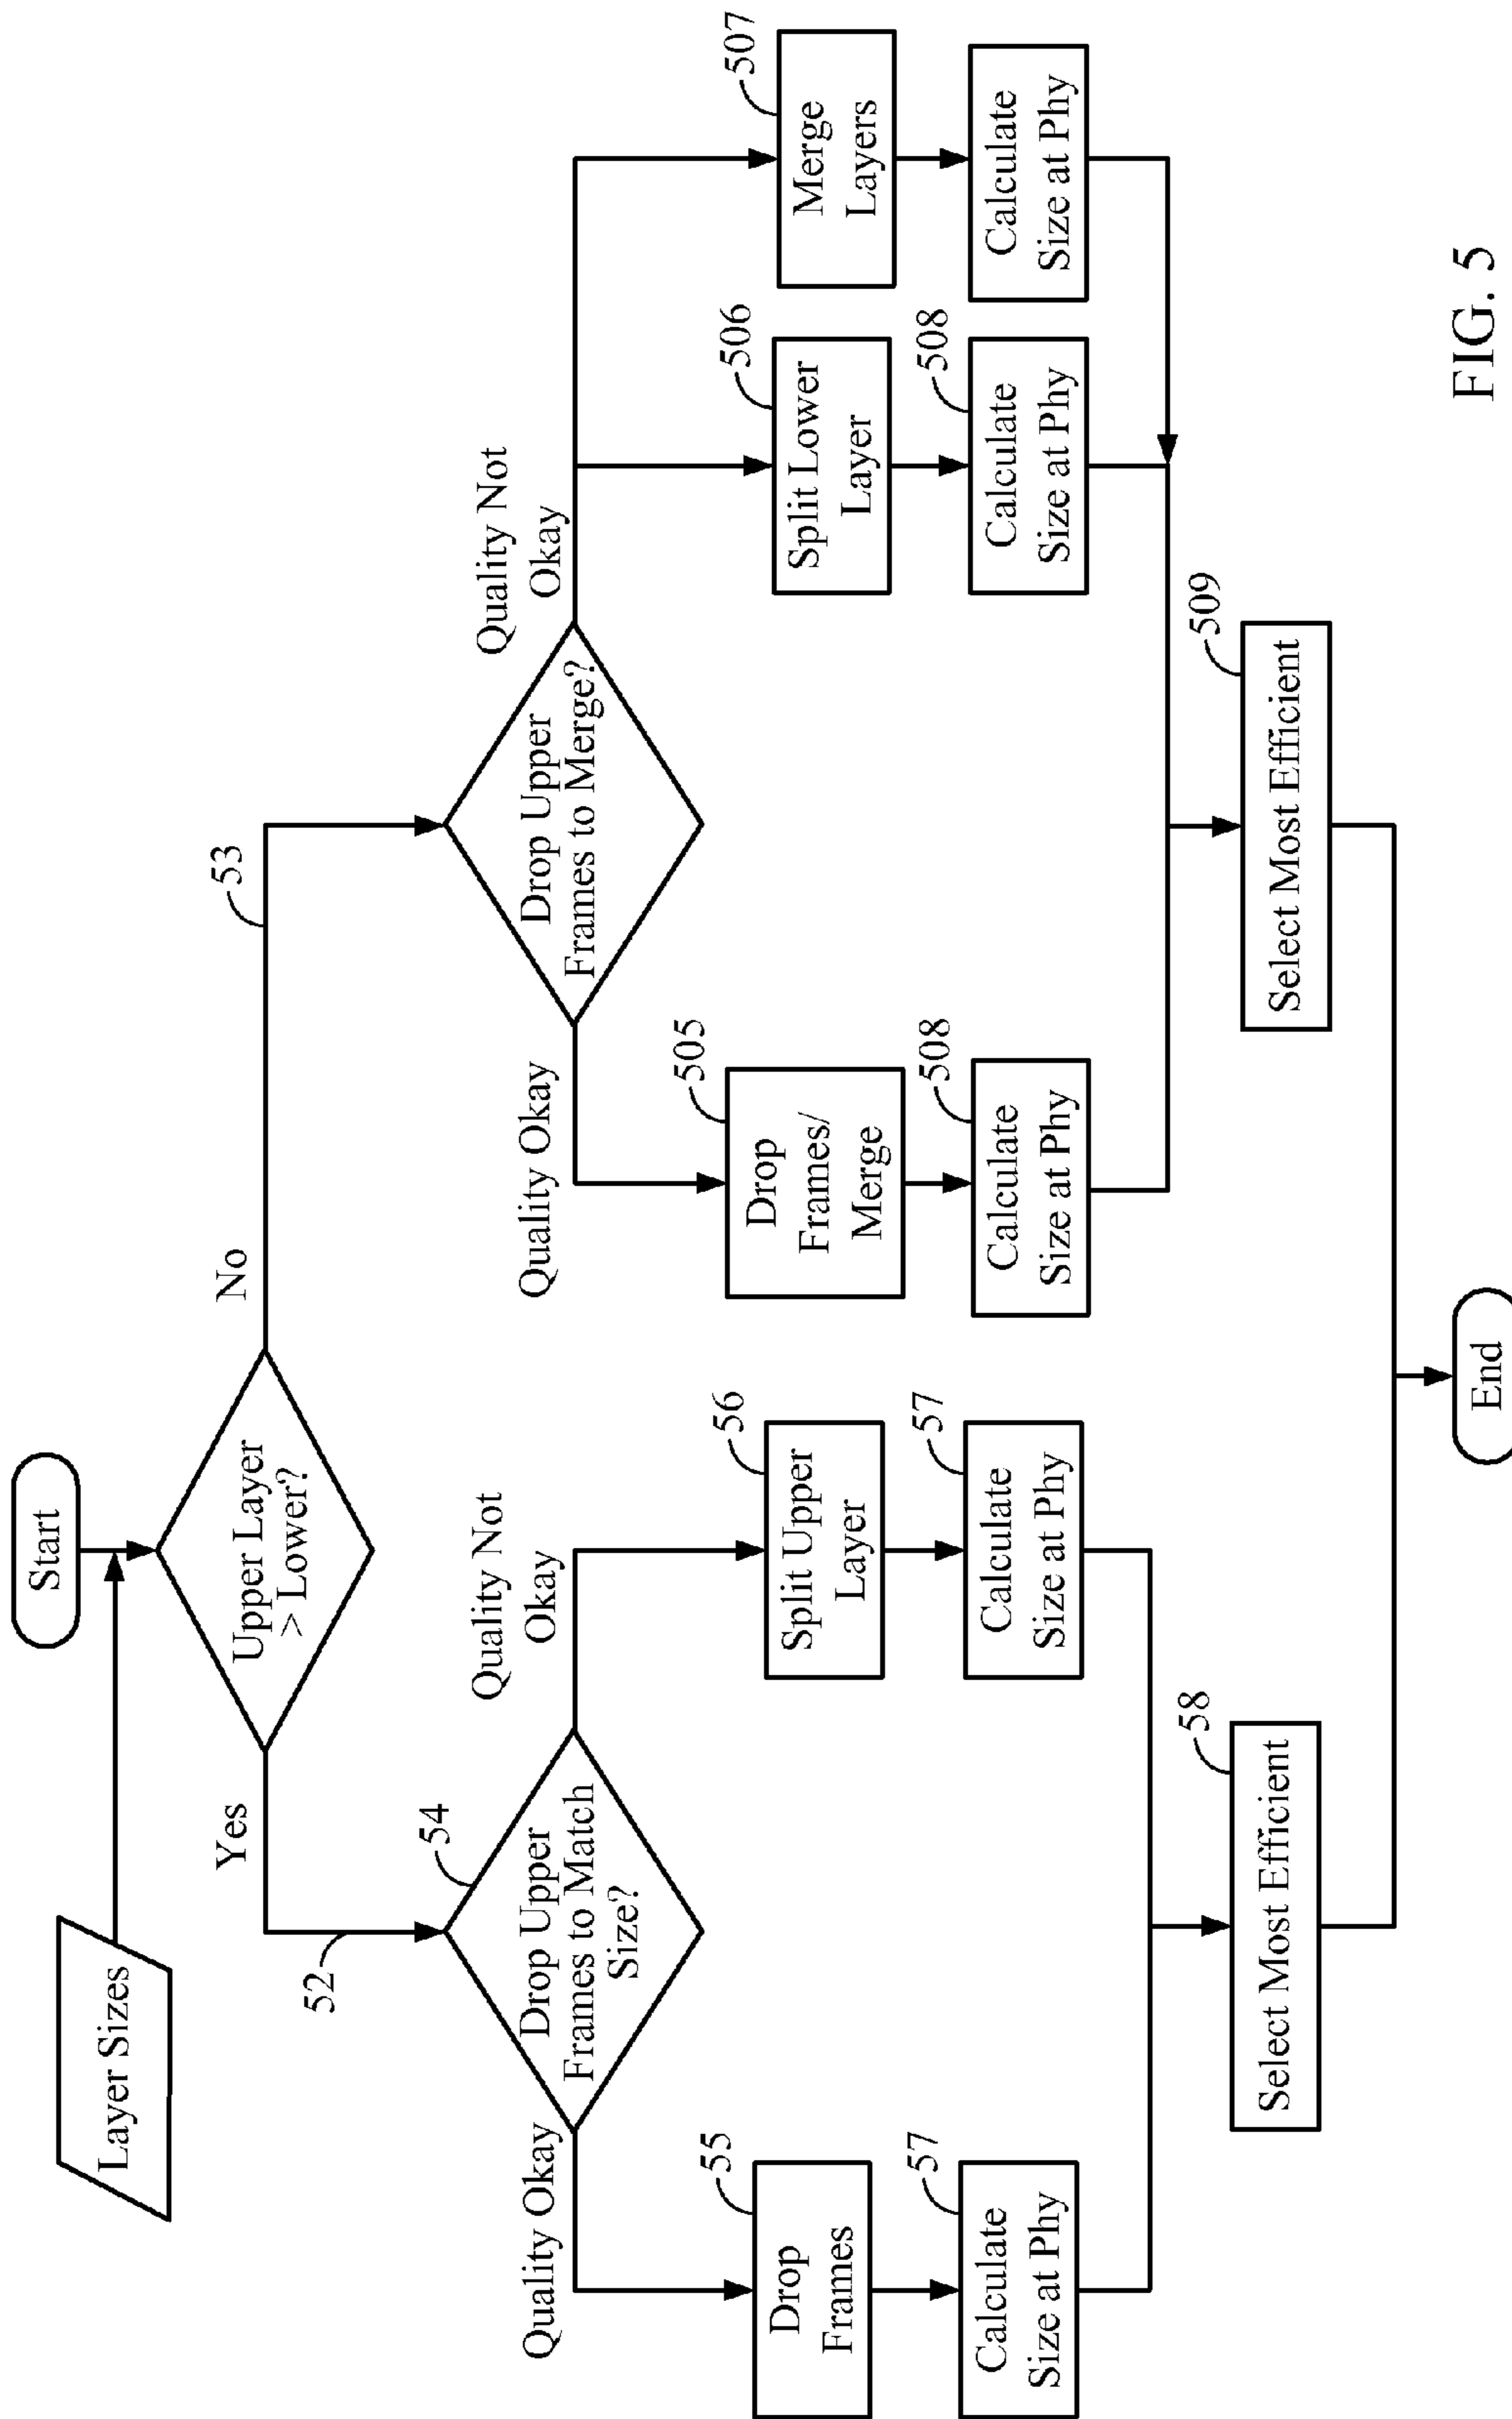 Start
Layer Sizes
Upper Layer
> Lower?
Yes
No
52
53
54
Drop Upper
Frames to Match
Size?
Drop Upper
Frames to Merge?
Quality Okay
Quality Not
Okay
Quality Okay
Quality Not
Okay
55
Drop
Frames
56
Split Upper
Layer
505
Drop
Frames/
Merge
506
Split Lower
Layer
507
Merge
Layers
57
Calculate
Size at Phy
57
Calculate
Size at Phy
508
Calculate
Size at Phy
508
Calculate
Size at Phy
Calculate
Size at Phy
58
Select Most Efficient
509
Select Most Efficient
End
FIG. 5